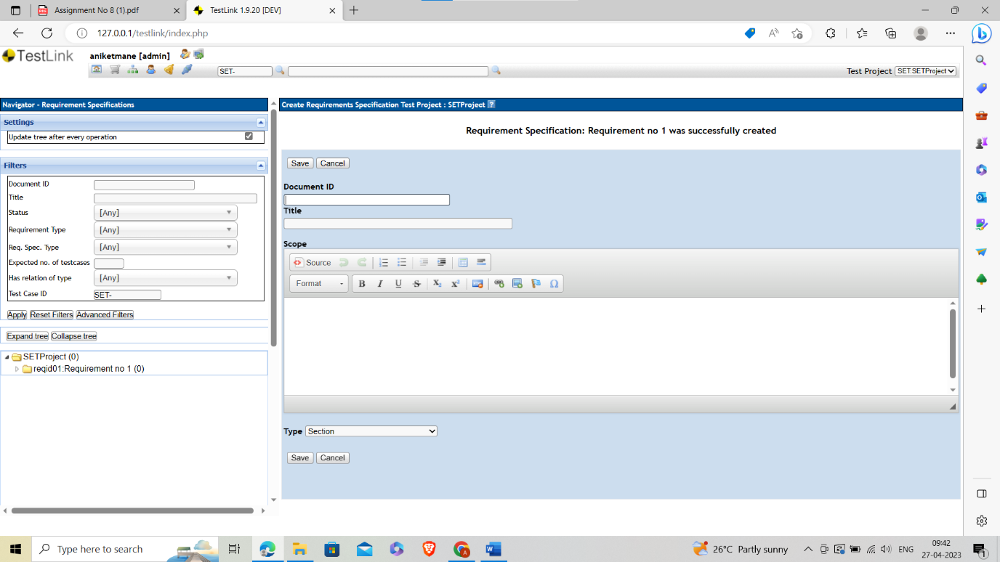 Assignment No 8 (1).pdf
TestLink 1.9.20 [DEV]
127.0.0.1/testlink/index.php
TestLink
aniketmane [admin]
SET-
Test Project SET:SETProject
Navigator - Requirement Specifications
Settings
Update tree after every operation
Filters
Document ID
Title
Status [Any]
Requirement Type [Any]
Req. Spec. Type [Any]
Expected no. of testcases
Has relation of type [Any]
Test Case ID SET-
Apply Reset Filters Advanced Filters
Expand tree Collapse tree
SETProject (0)
reqid01:Requirement no 1 (0)
Create Requirements Specification Test Project : SETProject ?
Requirement Specification: Requirement no 1 was successfully created
Save Cancel
Document ID
Title
Scope
Source
Format B I U S X₂ X² Ω
Type Section
Save Cancel
Type here to search
26°C Partly sunny
ENG
09:42
27-04-2023
1